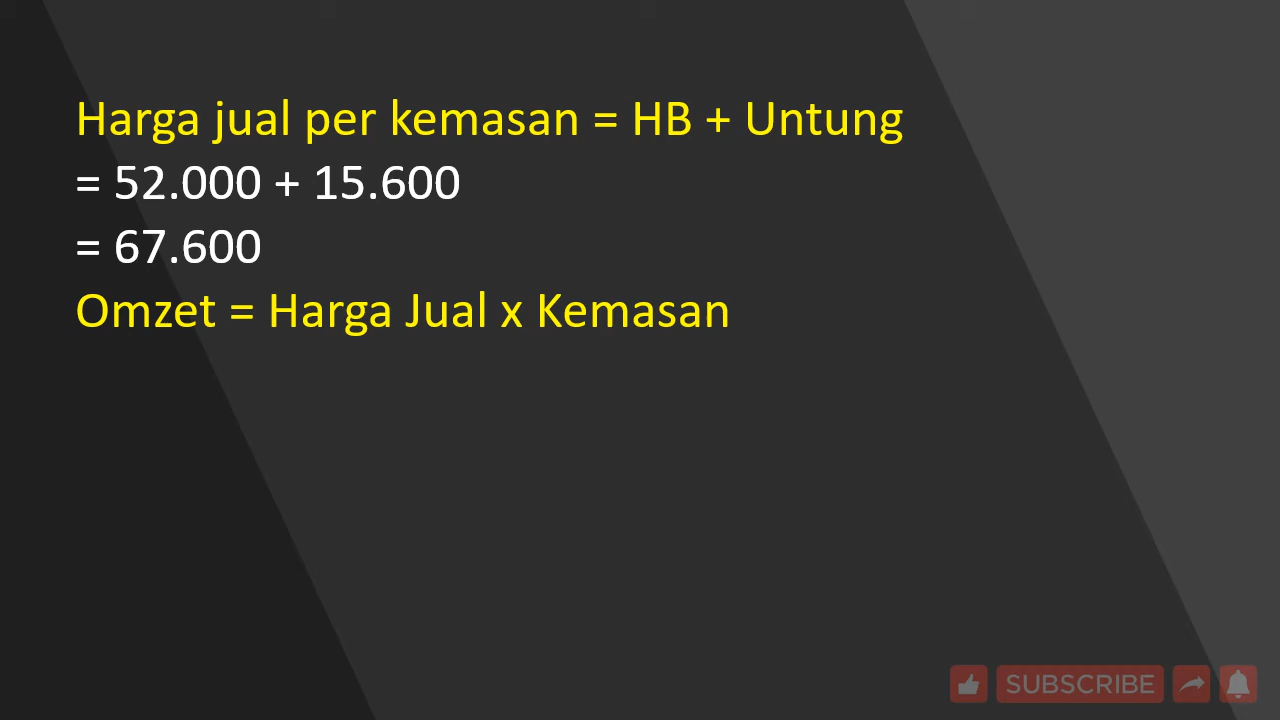 Harga jual per kemasan = HB + Untung
= 52.000 + 15.600
= 67.600
Omzet = Harga Jual x Kemasan
SUBSCRIBE